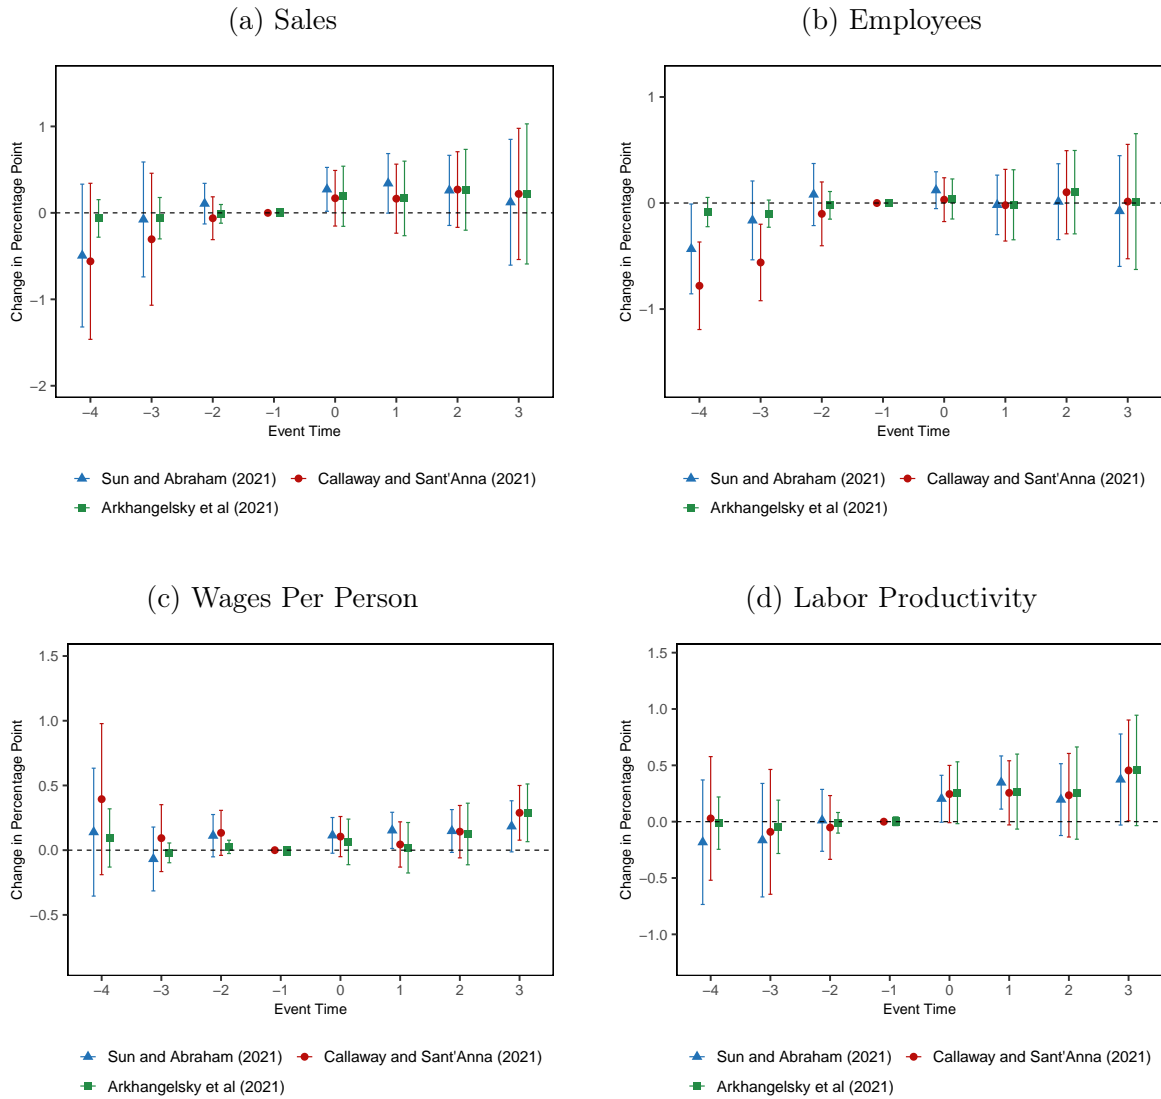 (a) Sales
Change in Percentage Point
1
0
−1
−2
−4 −3 −2 −1 0 1 2 3
Event Time
Sun and Abraham (2021) Callaway and Sant'Anna (2021)
Arkhangelsky et al (2021)
(b) Employees
Change in Percentage Point
1
0
−1
−4 −3 −2 −1 0 1 2 3
Event Time
Sun and Abraham (2021) Callaway and Sant'Anna (2021)
Arkhangelsky et al (2021)
(c) Wages Per Person
Change in Percentage Point
1.5
1.0
0.5
0.0
−0.5
−4 −3 −2 −1 0 1 2 3
Event Time
Sun and Abraham (2021) Callaway and Sant'Anna (2021)
Arkhangelsky et al (2021)
(d) Labor Productivity
Change in Percentage Point
1.5
1.0
0.5
0.0
−0.5
−1.0
−4 −3 −2 −1 0 1 2 3
Event Time
Sun and Abraham (2021) Callaway and Sant'Anna (2021)
Arkhangelsky et al (2021)